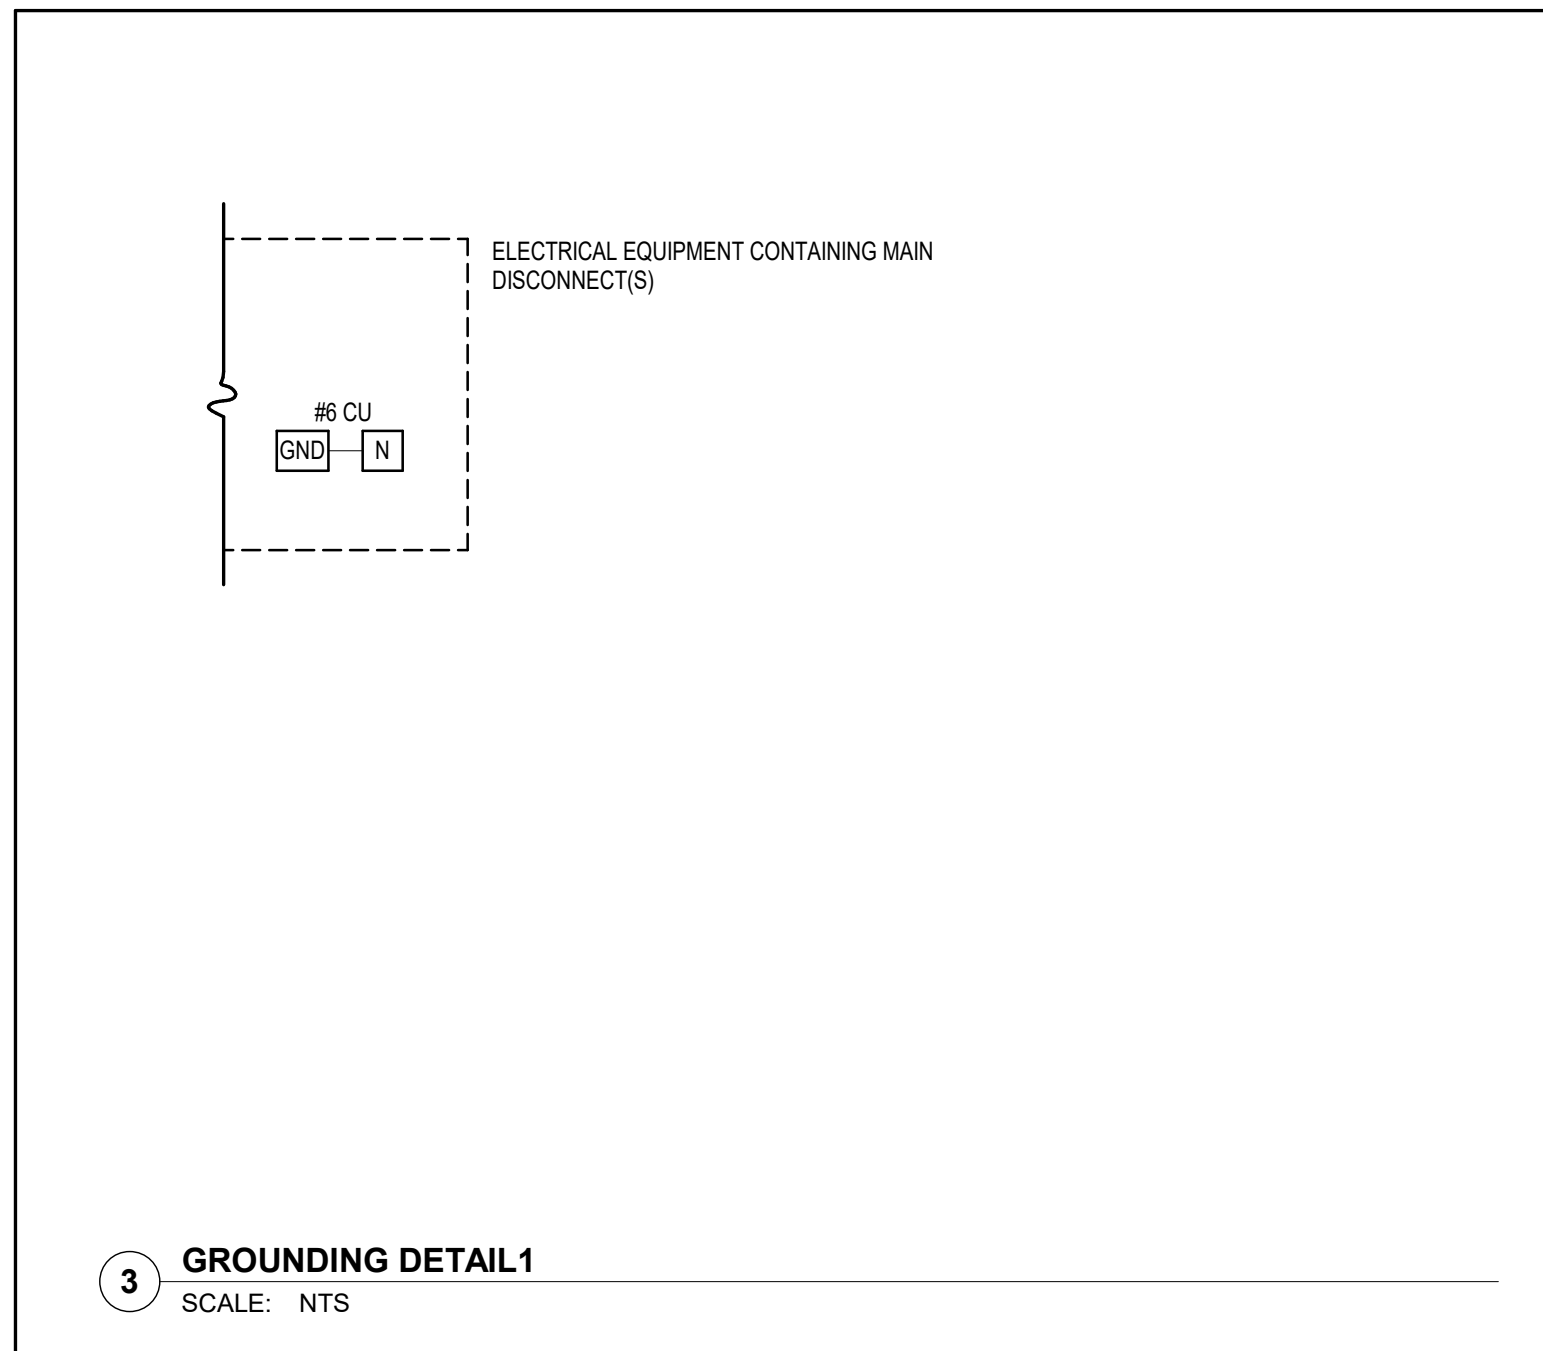 ELECTRICAL EQUIPMENT CONTAINING MAIN
DISCONNECT(S)
#6 CU
GND N
3 GROUNDING DETAIL1
SCALE: NTS